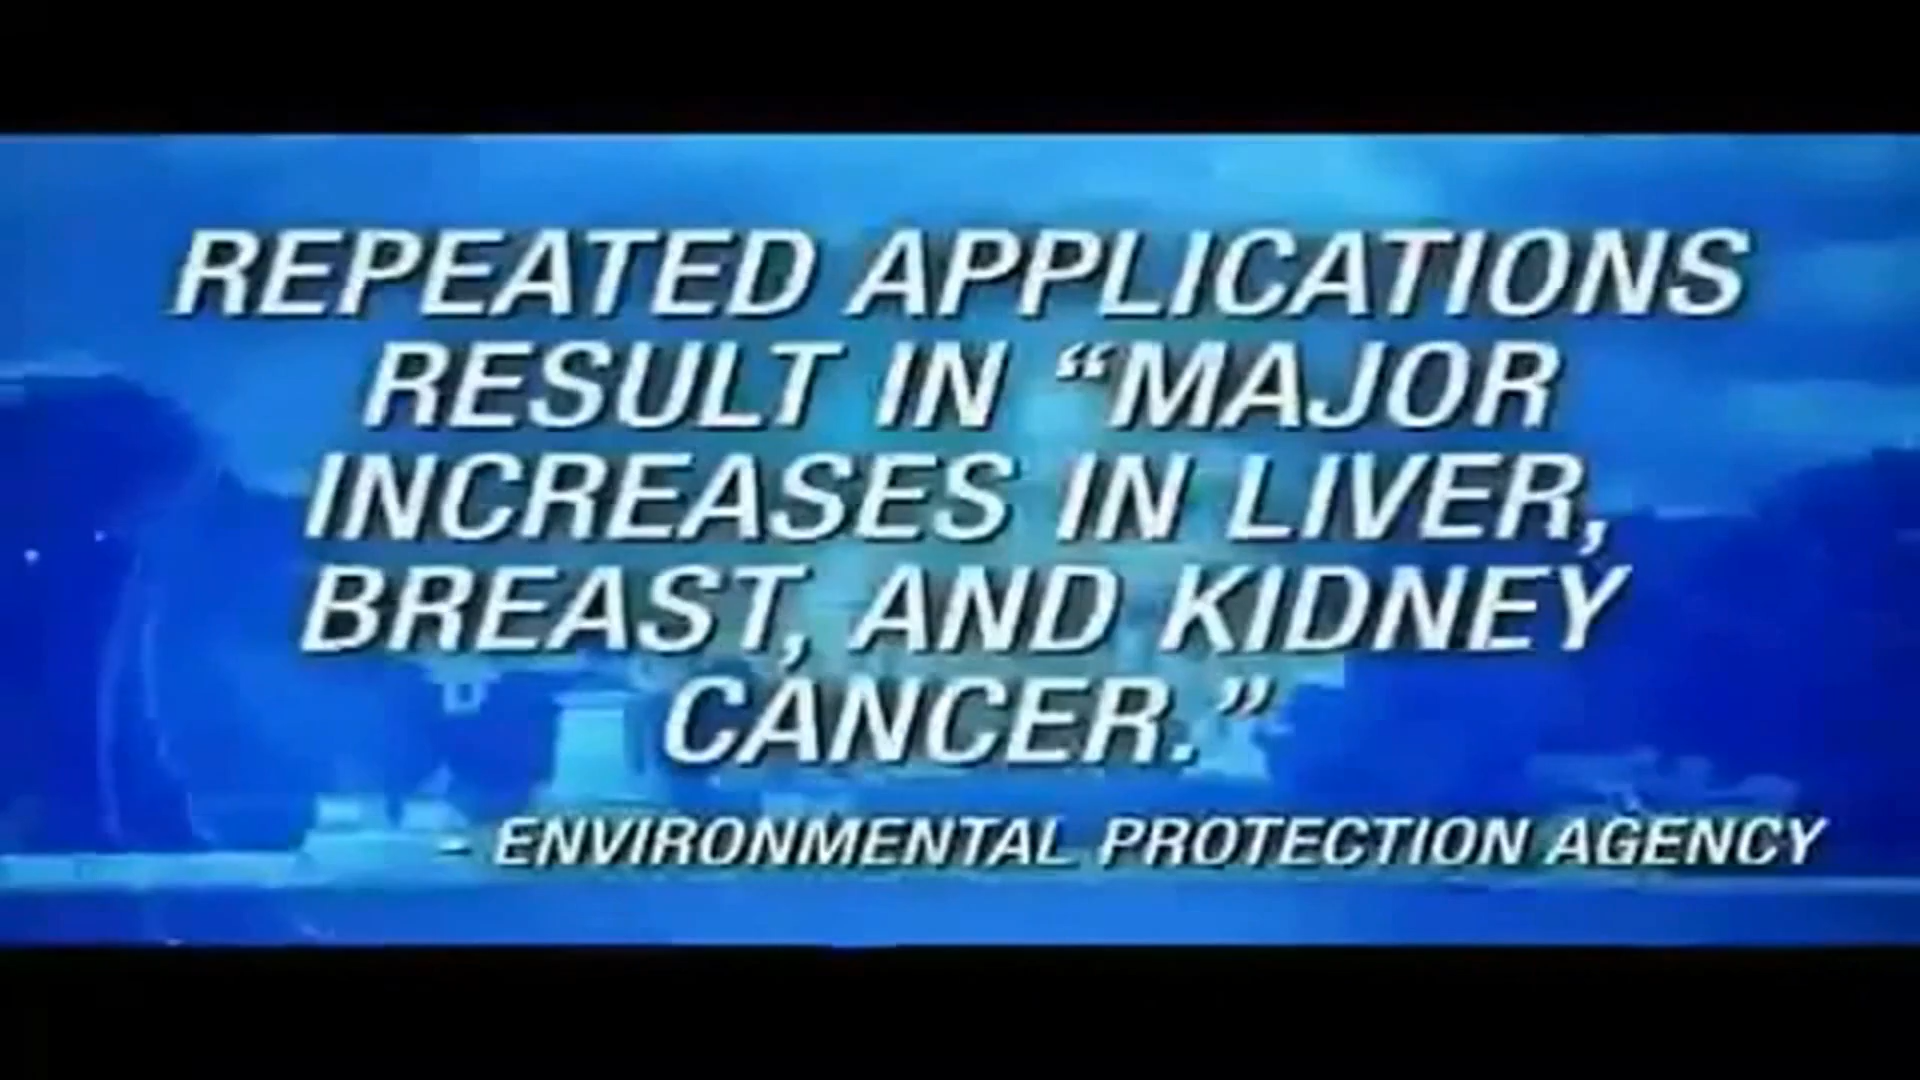 REPEATED APPLICATIONS
RESULT IN “MAJOR
INCREASES IN LIVER,
BREAST, AND KIDNEY
CANCER.”
- ENVIRONMENTAL PROTECTION AGENCY